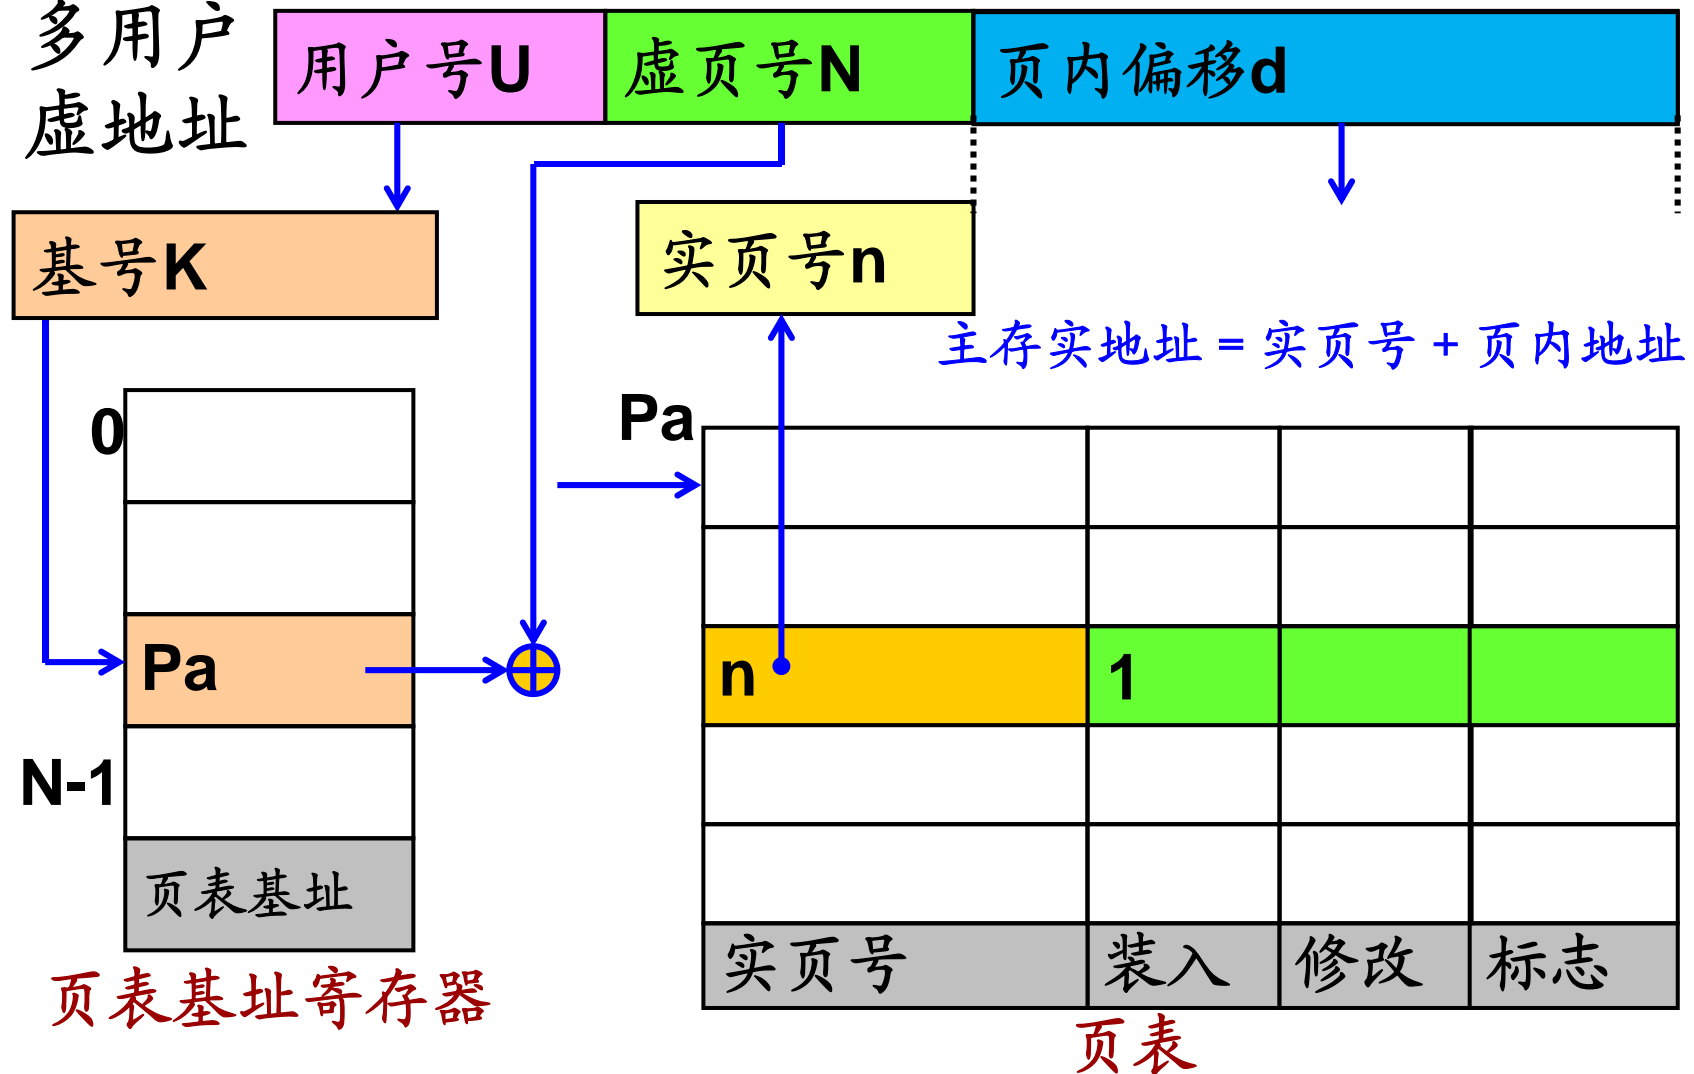 多用户
虚地址
用户号U
虚页号N
页内偏移d
基号K
实页号n
主存实地址 = 实页号 + 页内地址
0
Pa
Pa
n
1
N-1
页表基址
实页号
装入
修改
标志
页表基址寄存器
页表